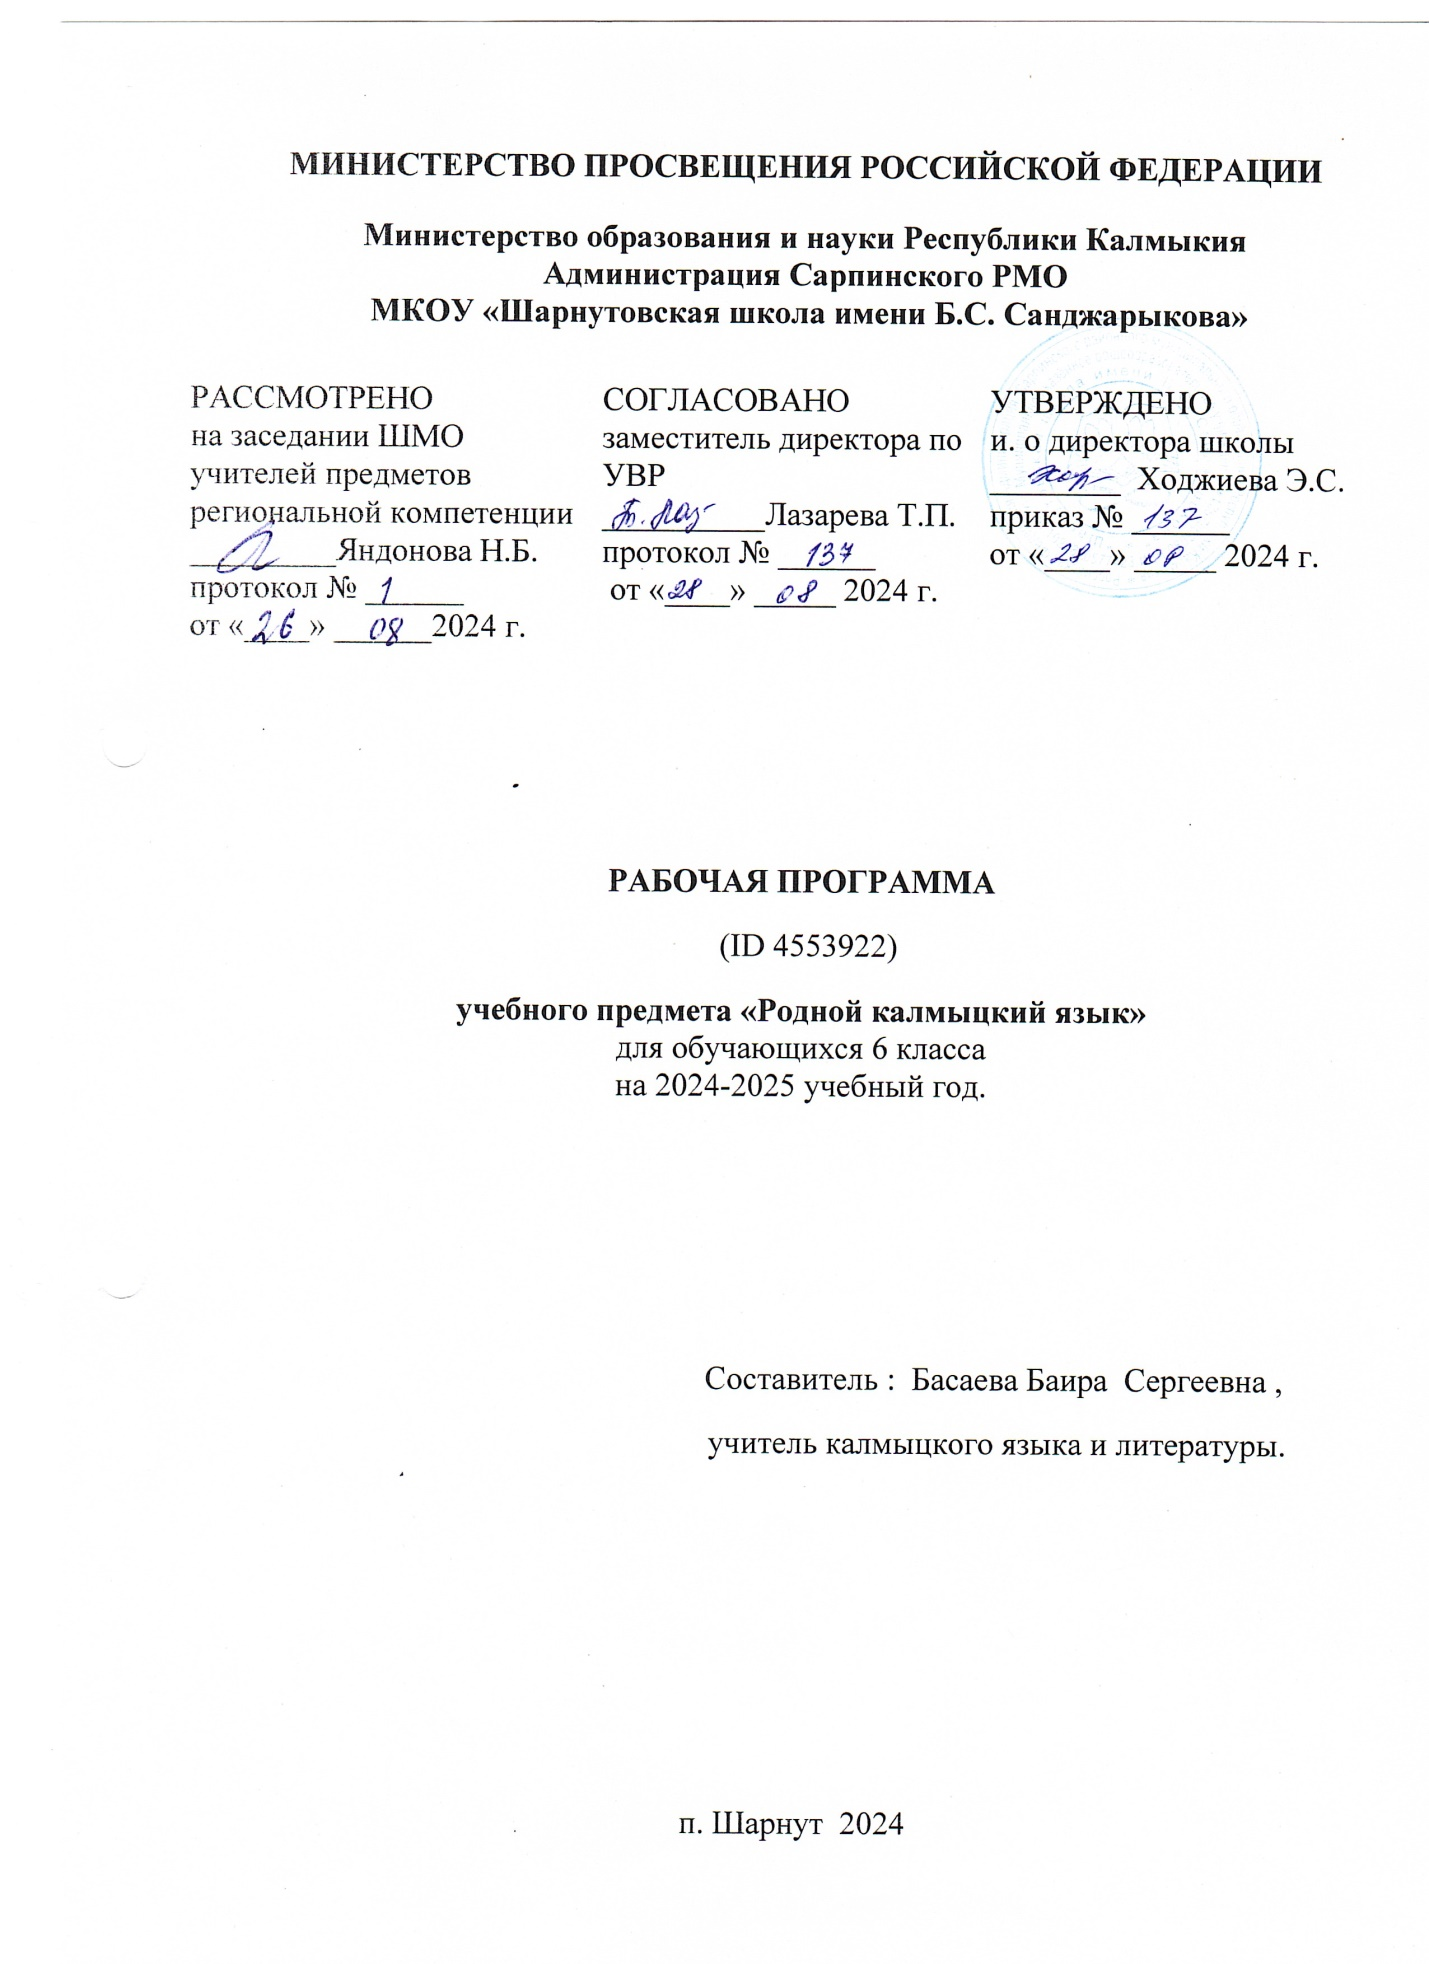 МИНИСТЕРСТВО ПРОСВЕЩЕНИЯ РОССИЙСКОЙ ФЕДЕРАЦИИ
Министерство образования и науки Республики Калмыкия
Администрация Сарпинского РМО
МКОУ «Шарнутовская школа имени Б.С. Санджарыкова»
РАССМОТРЕНО
на заседании ШМО
учителей предметов
региональной компетенции
_________Яндонова Н.Б.
протокол № 1
от «26» 08 2024 г.
СОГЛАСОВАНО
заместитель директора по
УВР
__________Лазарева Т.П.
протокол № 137
от «28» 08 2024 г.
УТВЕРЖДЕНО
и. о директора школы
________ Ходжиева Э.С.
приказ № 137
от «28» 08 2024 г.
РАБОЧАЯ ПРОГРАММА
(ID 4553922)
учебного предмета «Родной калмыцкий язык»
для обучающихся 6 класса
на 2024-2025 учебный год.
Составитель : Басаева Баира Сергеевна ,
учитель калмыцкого языка и литературы.
п. Шарнут 2024